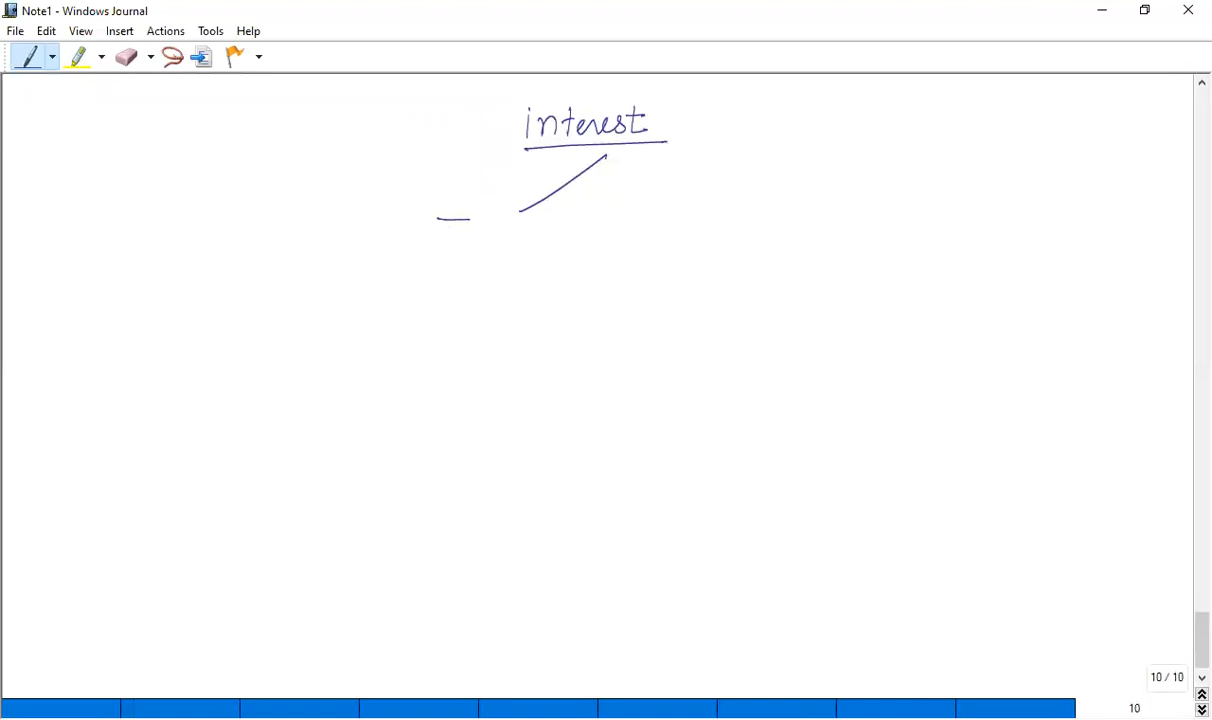 Note1 - Windows Journal
File Edit View Insert Actions Tools Help
interest
10 / 10
10